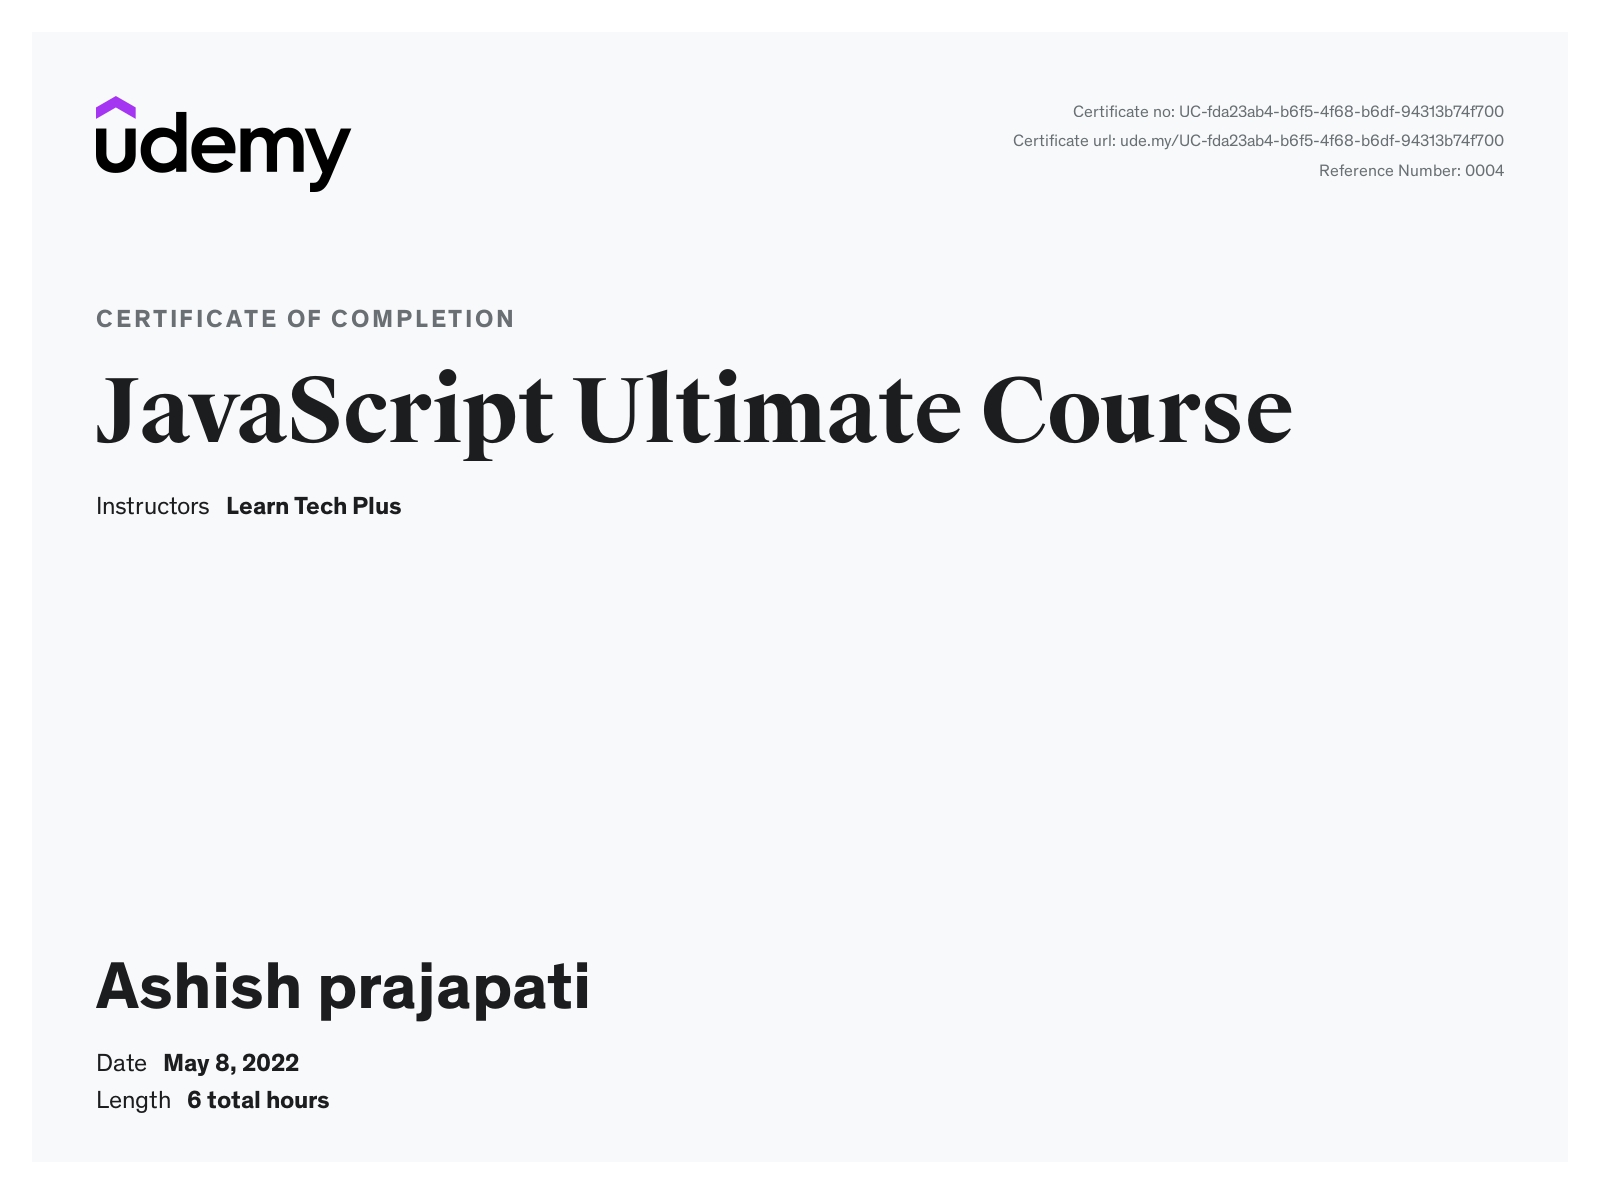 udemy
Certificate no: UC-fda23ab4-b6f5-4f68-b6df-94313b74f700
Certificate url: ude.my/UC-fda23ab4-b6f5-4f68-b6df-94313b74f700
Reference Number: 0004
CERTIFICATE OF COMPLETION
JavaScript Ultimate Course
Instructors Learn Tech Plus
Ashish prajapati
Date May 8, 2022
Length 6 total hours